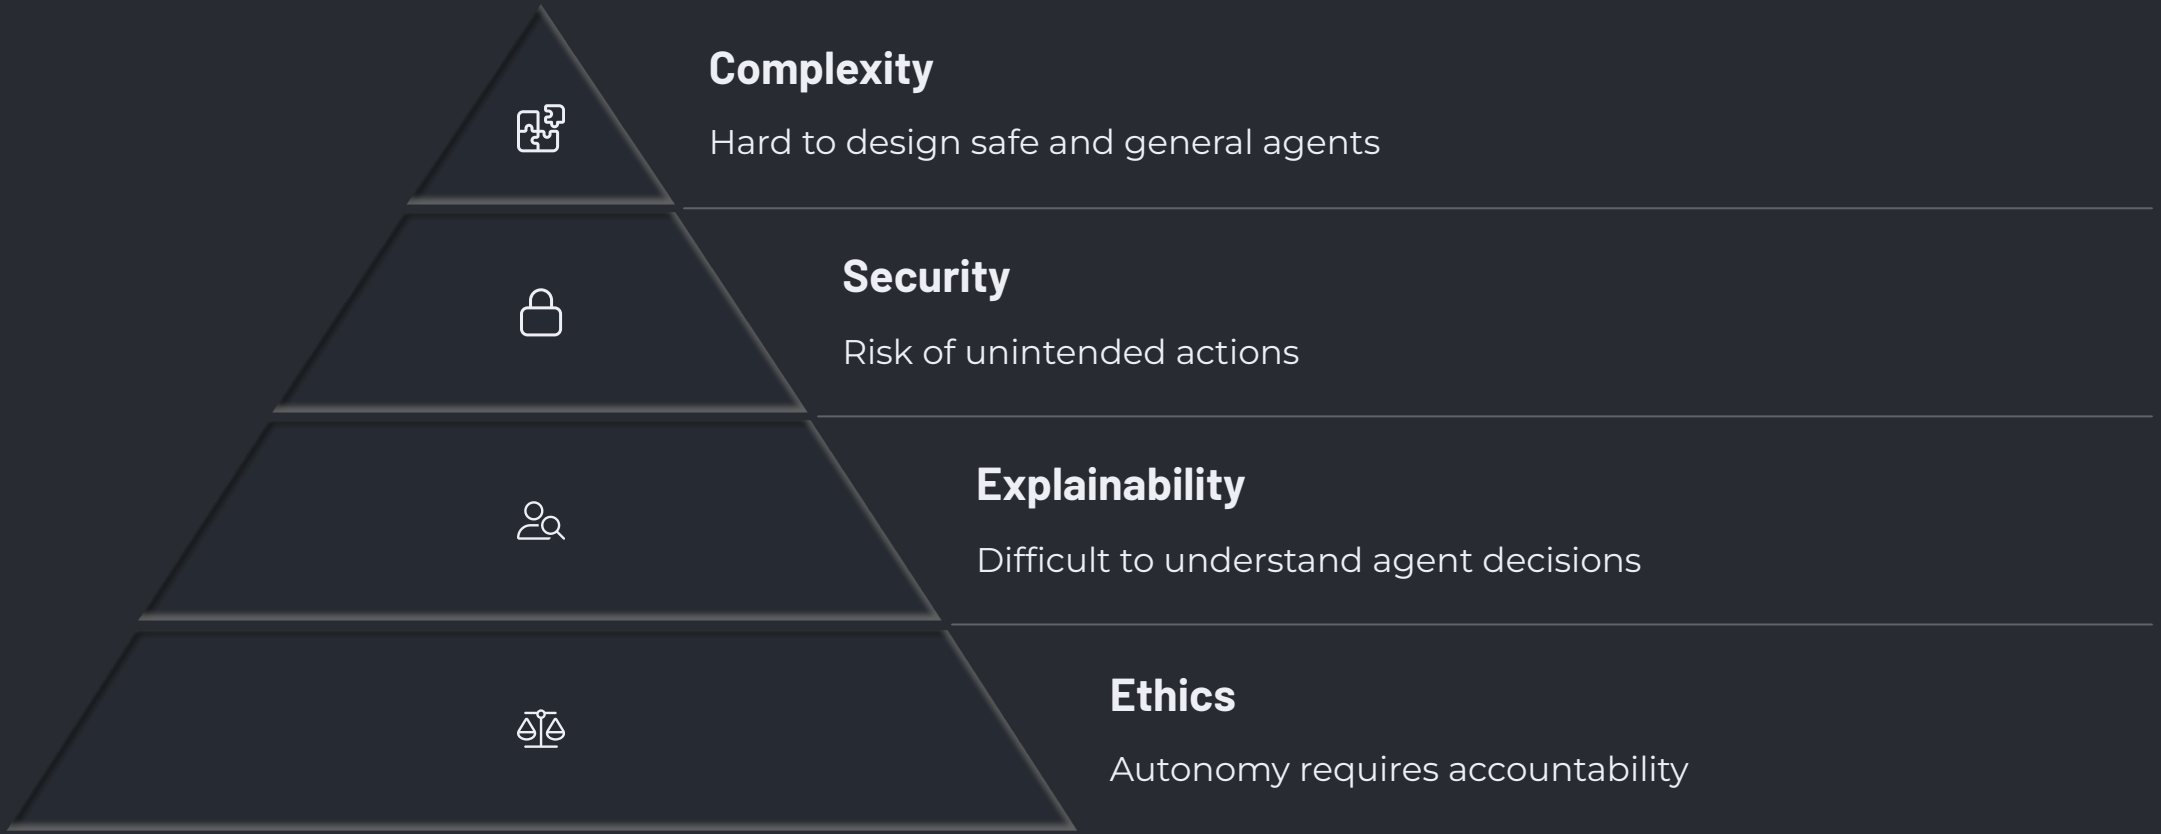 Complexity
Hard to design safe and general agents
Security
Risk of unintended actions
Explainability
Difficult to understand agent decisions
Ethics
Autonomy requires accountability